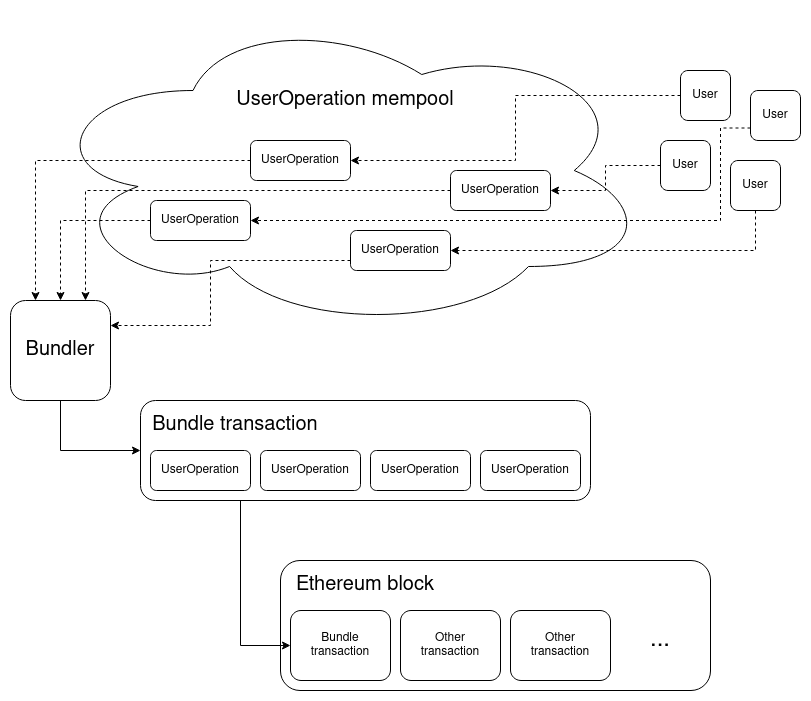 UserOperation mempool
User
User
UserOperation
User
UserOperation
User
UserOperation
UserOperation
Bundler
Bundle transaction
UserOperation
UserOperation
UserOperation
UserOperation
Ethereum block
Bundle
transaction
Other
transaction
Other
transaction
...